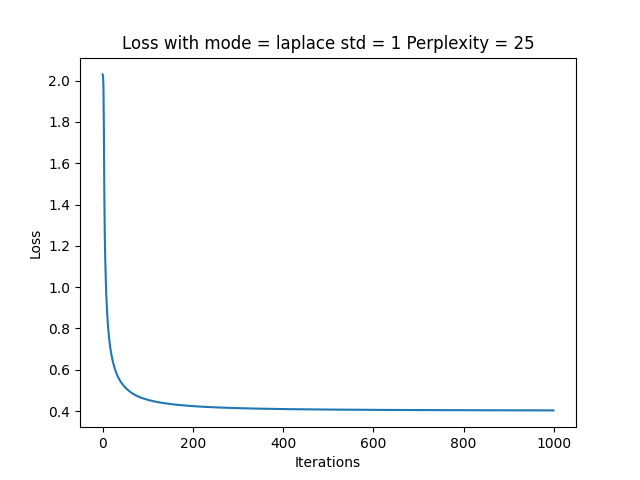 Loss with mode = laplace std = 1 Perplexity = 25
2.0
1.8
1.6
1.4
1.2
1.0
0.8
0.6
0.4
Loss
0 200 400 600 800 1000
Iterations